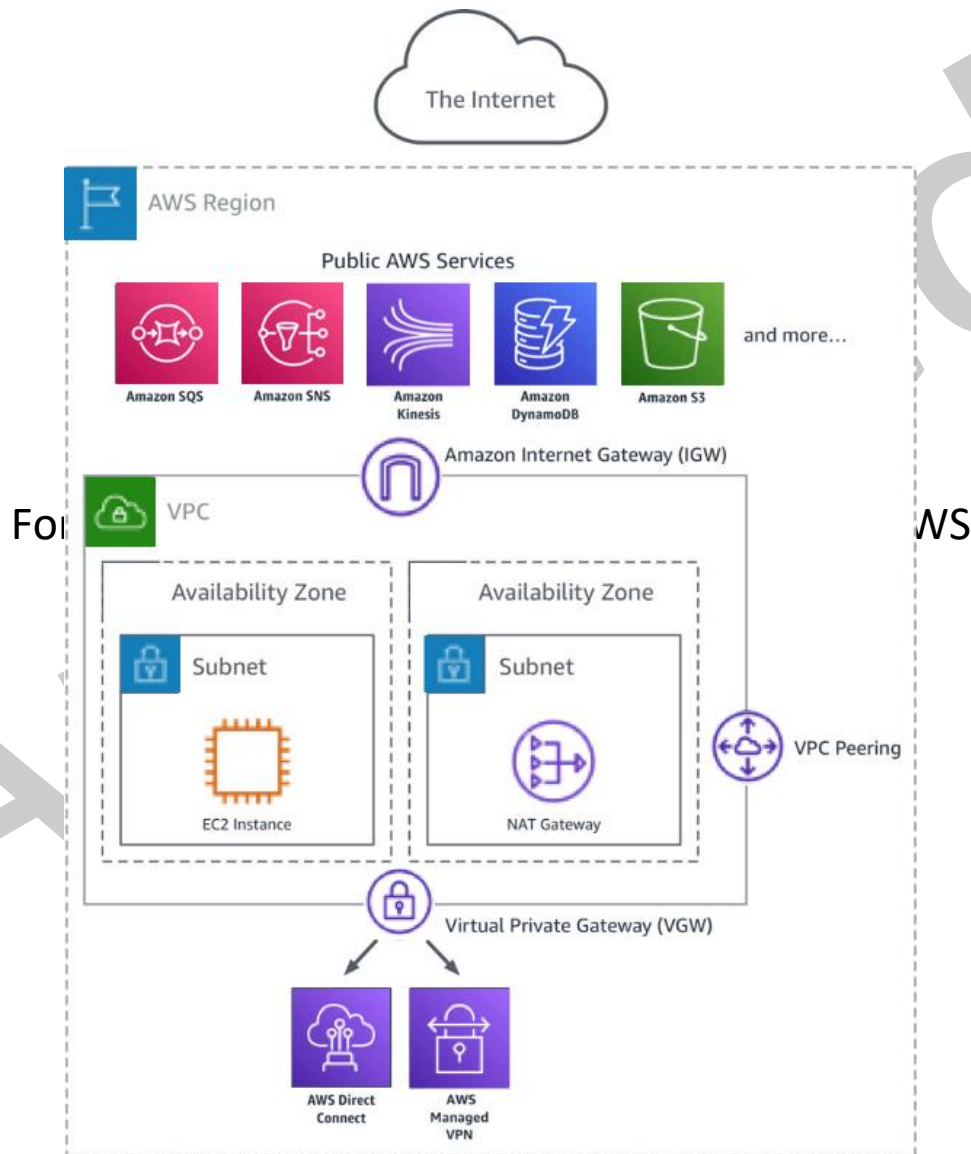 The Internet
AWS Region
Public AWS Services
and more...
Amazon SQS
Amazon SNS
Amazon
Kinesis
Amazon
DynamoDB
Amazon S3
Amazon Internet Gateway (IGW)
VPC
WS
Availability Zone
Availability Zone
Subnet
Subnet
EC2 Instance
NAT Gateway
VPC Peering
Virtual Private Gateway (VGW)
AWS Direct
Connect
AWS
Managed
VPN